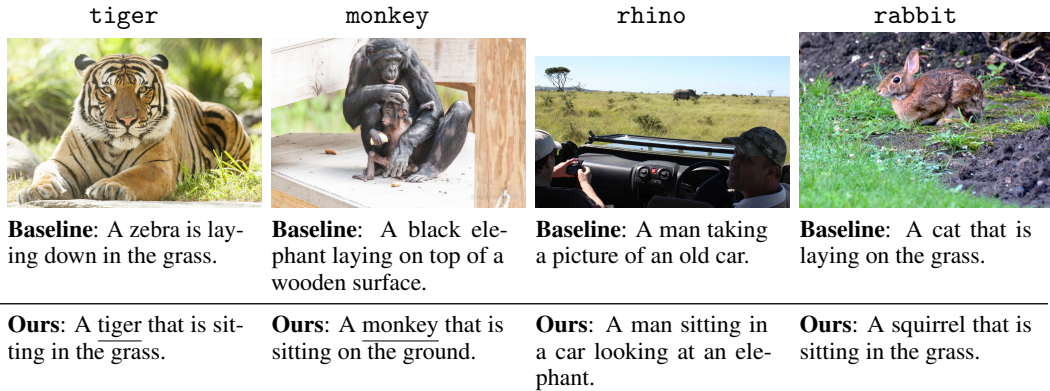 tiger
monkey
rhino
rabbit
Baseline: A zebra is lay-
ing down in the grass.
Baseline: A black ele-
phant laying on top of a
wooden surface.
Baseline: A man taking
a picture of an old car.
Baseline: A cat that is
laying on the grass.
Ours: A tiger that is sit-
ting in the grass.
Ours: A monkey that is
sitting on the ground.
Ours: A man sitting in
a car looking at an ele-
phant.
Ours: A squirrel that is
sitting in the grass.